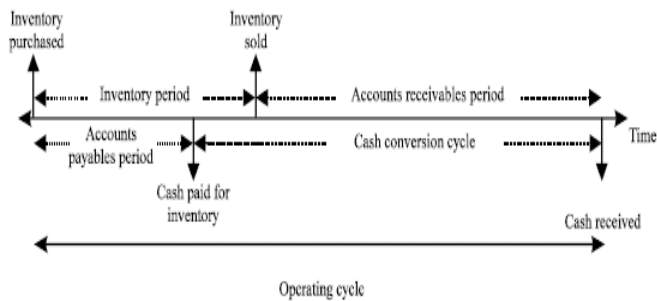 Inventory
purchased
Inventory
sold
Inventory period
Accounts receivables period
Time
Accounts
payables period
Cash conversion cycle
Cash paid for
inventory
Cash received
Operating cycle